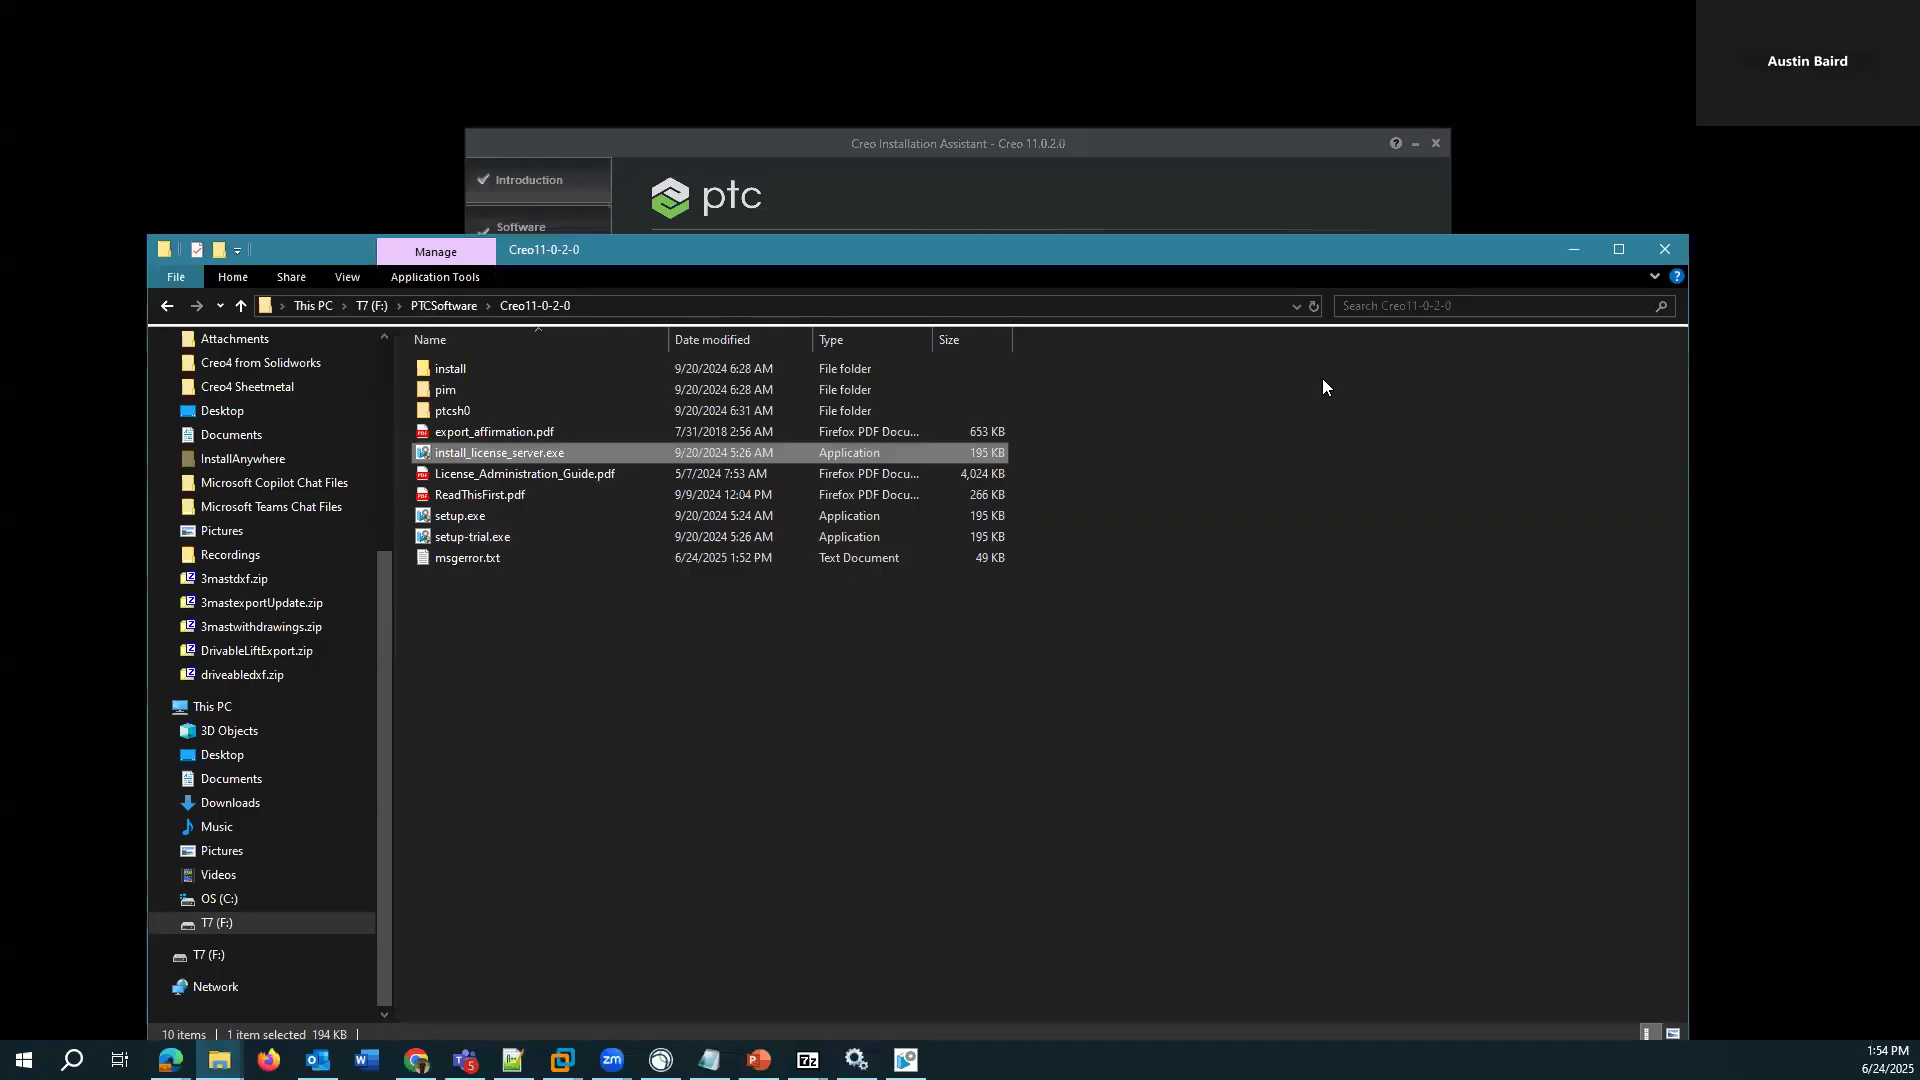 Austin Baird
Creo Installation Assistant - Creo 11.0.2.0
Introduction
ptc
Software
Manage
Creo11-0-2-0
File
Home
Share
View
Application Tools
This PC
T7 (F:)
PTCSoftware
Creo11-0-2-0
Search Creo11-0-2-0
Name
Date modified
Type
Size
Attachments
Creo4 from Solidworks
Creo4 Sheetmetal
Desktop
Documents
InstallAnywhere
Microsoft Copilot Chat Files
Microsoft Teams Chat Files
Pictures
Recordings
3mastdxf.zip
3mastexportUpdate.zip
3mastwithdrawings.zip
DrivableLiftExport.zip
driveabledxf.zip
This PC
3D Objects
Desktop
Documents
Downloads
Music
Pictures
Videos
OS (C:)
T7 (F:)
T7 (F:)
Network
install 9/20/2024 6:28 AM File folder
pim 9/20/2024 6:28 AM File folder
ptcsh0 9/20/2024 6:31 AM File folder
export_affirmation.pdf 7/31/2018 2:56 AM Firefox PDF Docu... 653 KB
install_license_server.exe 9/20/2024 5:26 AM Application 195 KB
License_Administration_Guide.pdf 5/7/2024 7:53 AM Firefox PDF Docu... 4,024 KB
ReadThisFirst.pdf 9/9/2024 12:04 PM Firefox PDF Docu... 266 KB
setup.exe 9/20/2024 5:24 AM Application 195 KB
setup-trial.exe 9/20/2024 5:26 AM Application 195 KB
msgerror.txt 6/24/2025 1:52 PM Text Document 49 KB
10 items
1 item selected 194 KB
1:54 PM
6/24/2025